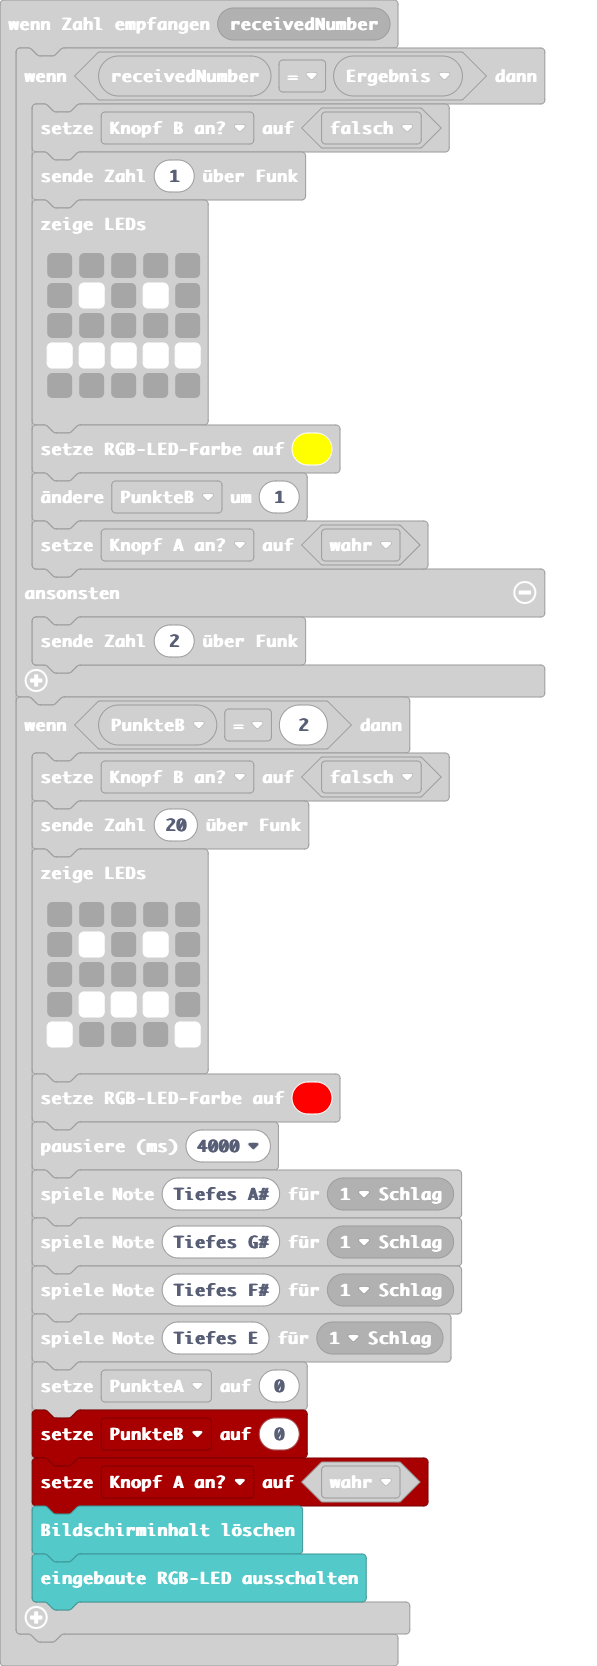 wenn Zahl empfangen receivedNumber
wenn receivedNumber = Ergebnis dann
setze Knopf B an? auf falsch
sende Zahl 1 über Funk
zeige LEDs
setze RGB-LED-Farbe auf
ändere PunkteB um 1
setze Knopf A an? auf wahr
ansonsten
sende Zahl 2 über Funk
wenn PunkteB = 2 dann
setze Knopf B an? auf falsch
sende Zahl 20 über Funk
zeige LEDs
setze RGB-LED-Farbe auf
pausiere (ms) 4000
spiele Note Tiefes A# für 1 Schlag
spiele Note Tiefes G# für 1 Schlag
spiele Note Tiefes F# für 1 Schlag
spiele Note Tiefes E für 1 Schlag
setze PunkteA auf 0
setze PunkteB auf 0
setze Knopf A an? auf wahr
Bildschirminhalt löschen
eingebaute RGB-LED ausschalten